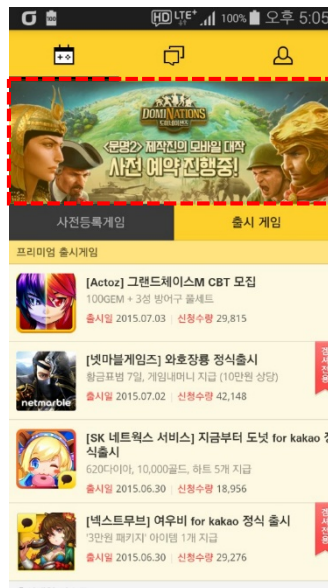 HD LTE+ 100% 오후 5:05
DOMINATIONS
<문명2> 제작진의 모바일 대작
사전 예약 진행중!
사전등록게임 출시 게임
프리미엄 출시게임
[Actoz] 그랜드체이스M CBT 모집
100GEM + 3성 방어구 풀세트
출시일 2015.07.03 | 신청수량 29,815
[넷마블게임즈] 와호장룡 정식출시
황금표범 7일, 게임내머니 지급 (10만원 상당)
출시일 2015.07.02 | 신청수량 42,148
겜셔전용
netmarble
[SK 네트웍스 서비스] 지금부터 도넛 for kakao 정
식출시
620다이아, 10,000골드, 하트 5개 지급
출시일 2015.06.30 | 신청수량 18,956
[넥스트무브] 여우비 for kakao 정식 출시
'3만원 패키지' 아이템 1개 지급
출시일 2015.06.30 | 신청수량 29,276
겜셔전용